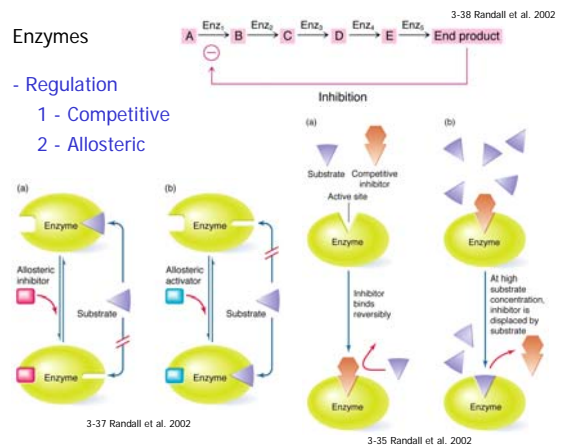 3-38 Randall et al. 2002
Enzymes
A Enz₁ B Enz₂ C Enz₃ D Enz₄ E Enz₅ End product
Inhibition
- Regulation
1 - Competitive
2 - Allosteric
(a)
Enzyme
Allosteric
inhibitor
Substrate
Enzyme
(b)
Enzyme
Allosteric
activator
Substrate
Enzyme
3-37 Randall et al. 2002
(a)
Substrate
Competitive
inhibitor
Active site
Enzyme
Inhibitor
binds
reversibly
Enzyme
(b)
Enzyme
At high
substrate
concentration,
inhibitor is
displaced by
substrate
Enzyme
3-35 Randall et al. 2002